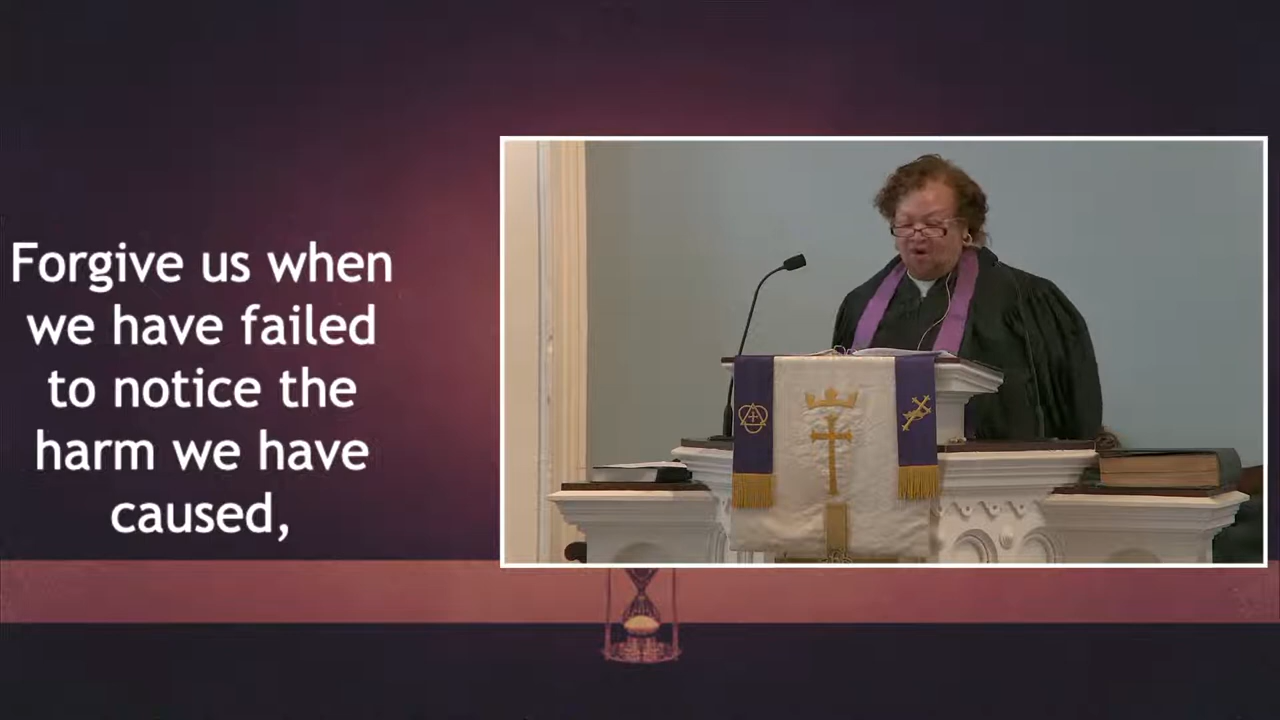 Forgive us when
we have failed
to notice the
harm we have
caused,